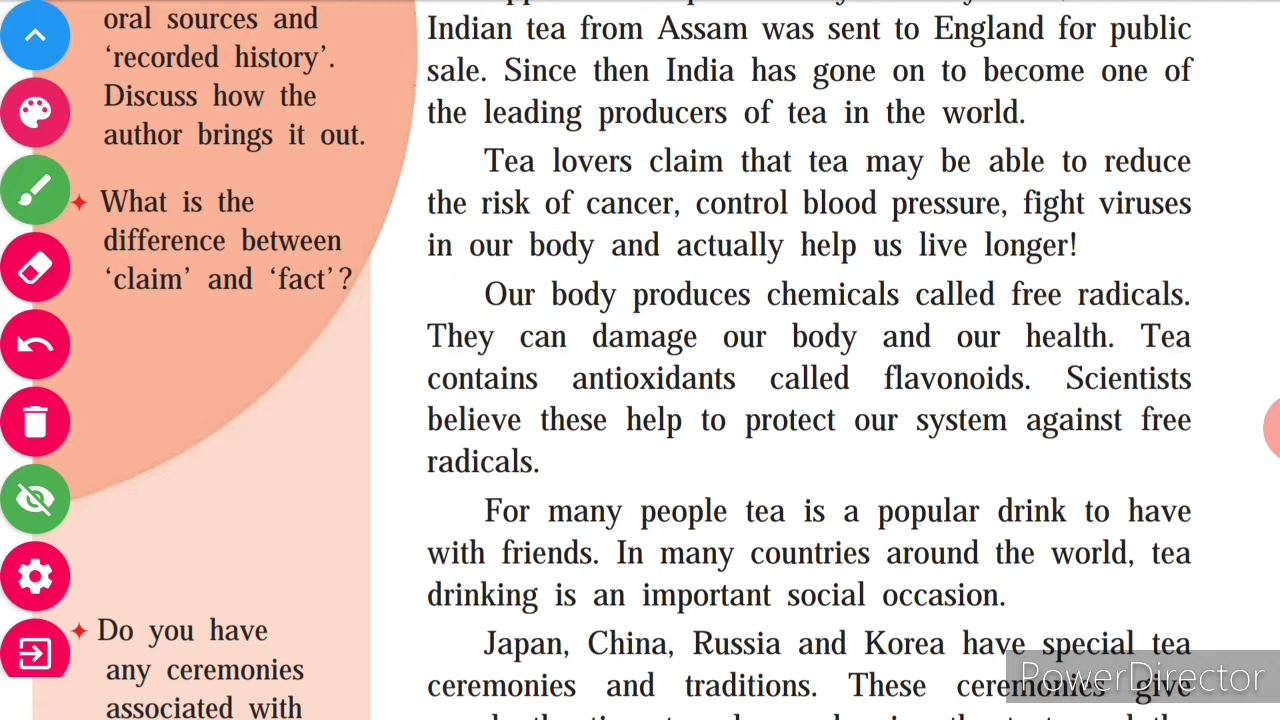 oral sources and
‘recorded history’.
Discuss how the
author brings it out.
✦ What is the
difference between
‘claim’ and ‘fact’?
✦ Do you have
any ceremonies
associated with
Indian tea from Assam was sent to England for public
sale. Since then India has gone on to become one of
the leading producers of tea in the world.
Tea lovers claim that tea may be able to reduce
the risk of cancer, control blood pressure, fight viruses
in our body and actually help us live longer!
Our body produces chemicals called free radicals.
They can damage our body and our health. Tea
contains antioxidants called flavonoids. Scientists
believe these help to protect our system against free
radicals.
For many people tea is a popular drink to have
with friends. In many countries around the world, tea
drinking is an important social occasion.
Japan, China, Russia and Korea have special tea
ceremonies and traditions. These ceremonies give
PowerDirector